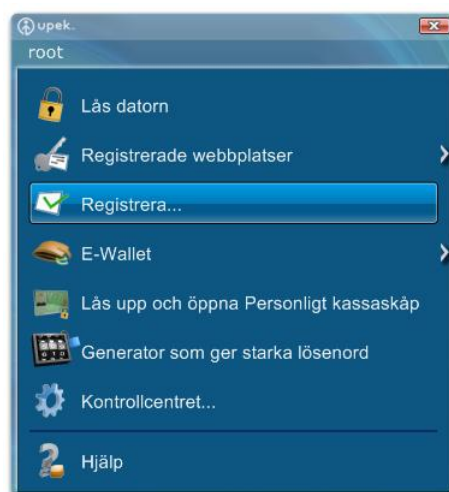 upek.
root
Lås datorn
Registrerade webbplatser
Registrera...
E-Wallet
Lås upp och öppna Personligt kassaskåp
Generator som ger starka lösenord
Kontrollcentret...
Hjälp